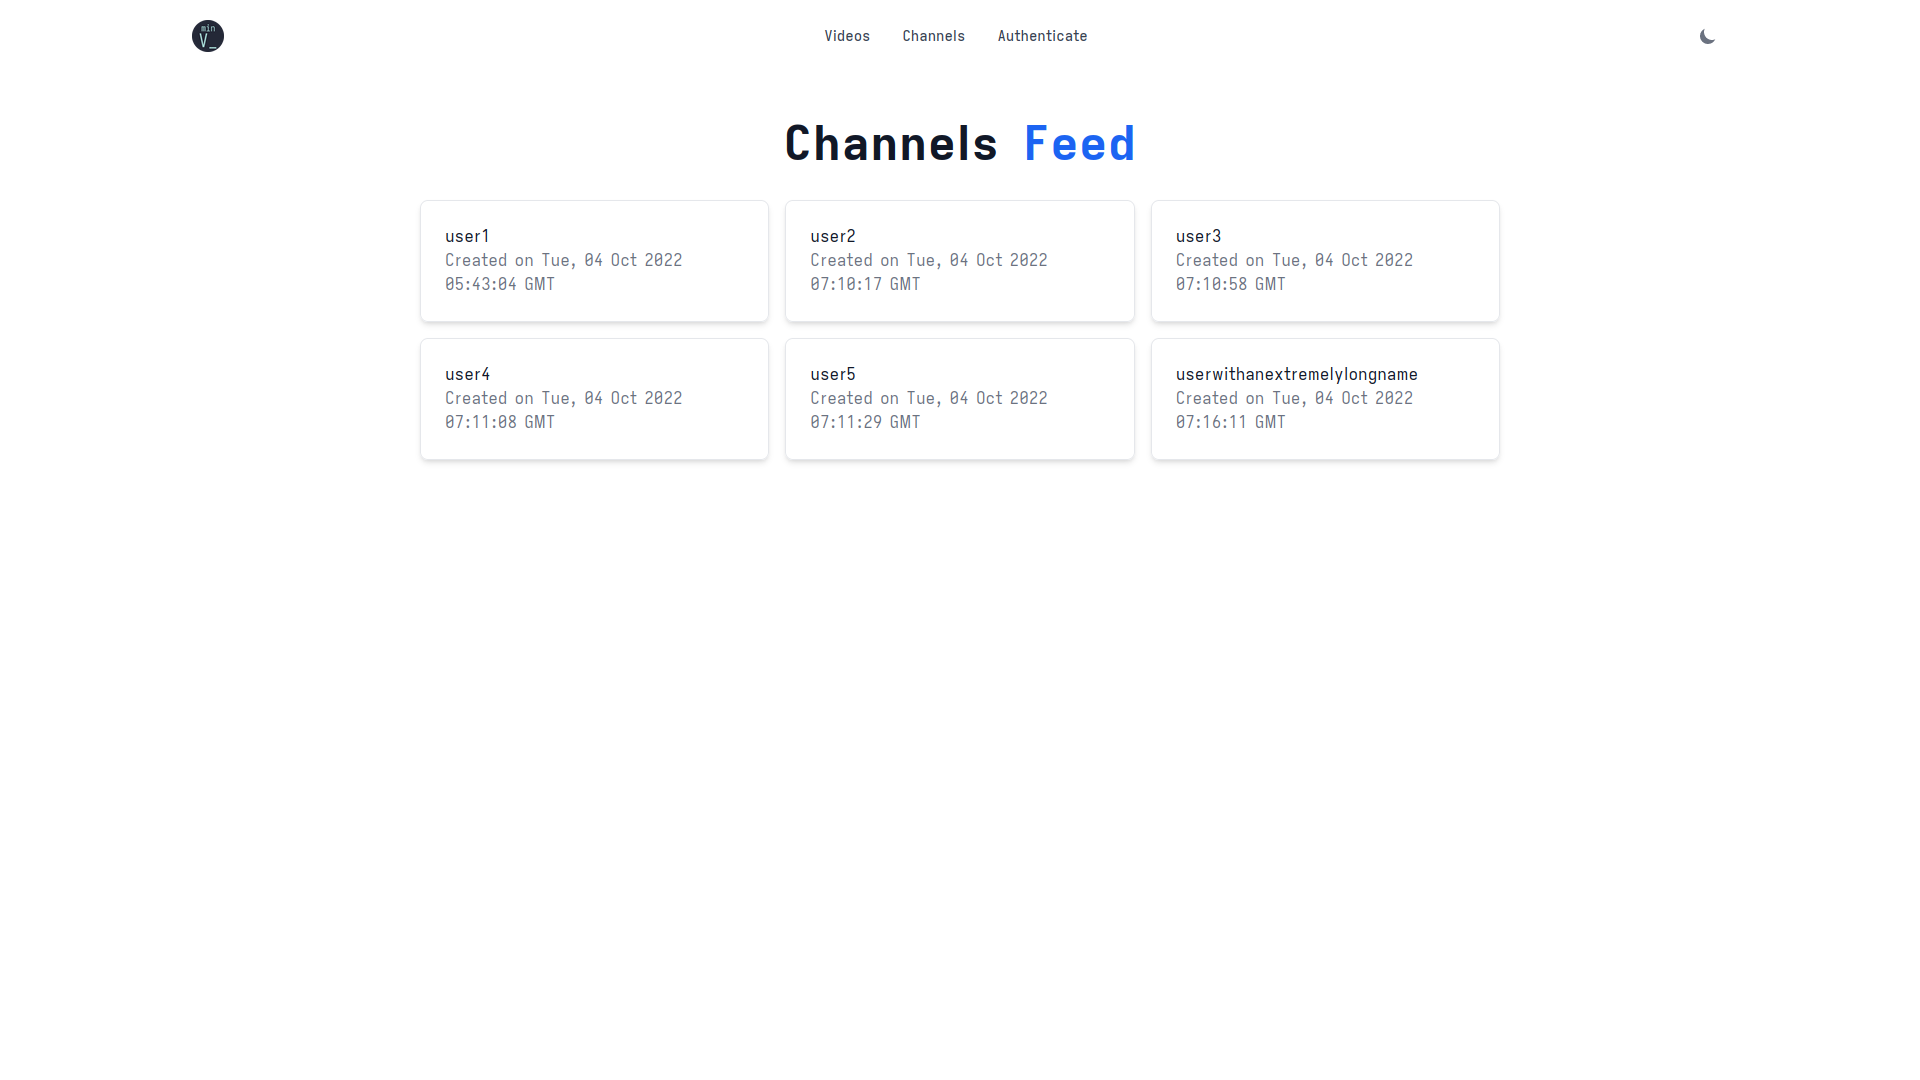 min
V_
Videos
Channels
Authenticate
Channels Feed
user1
Created on Tue, 04 Oct 2022
05:43:04 GMT
user2
Created on Tue, 04 Oct 2022
07:10:17 GMT
user3
Created on Tue, 04 Oct 2022
07:10:58 GMT
user4
Created on Tue, 04 Oct 2022
07:11:08 GMT
user5
Created on Tue, 04 Oct 2022
07:11:29 GMT
userwithanextremelylongname
Created on Tue, 04 Oct 2022
07:16:11 GMT